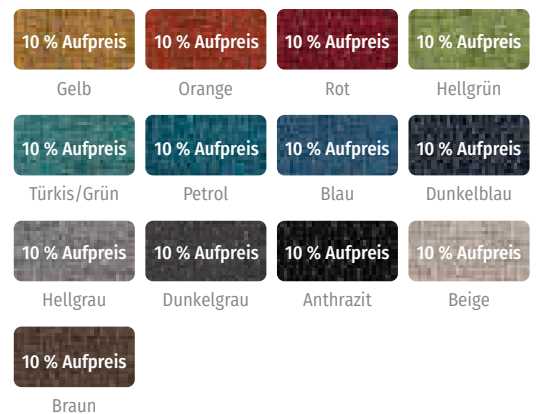 10 % Aufpreis 10 % Aufpreis 10 % Aufpreis 10 % Aufpreis
Gelb Orange Rot Hellgrün
10 % Aufpreis 10 % Aufpreis 10 % Aufpreis 10 % Aufpreis
Türkis/Grün Petrol Blau Dunkelblau
10 % Aufpreis 10 % Aufpreis 10 % Aufpreis 10 % Aufpreis
Hellgrau Dunkelgrau Anthrazit Beige
10 % Aufpreis
Braun